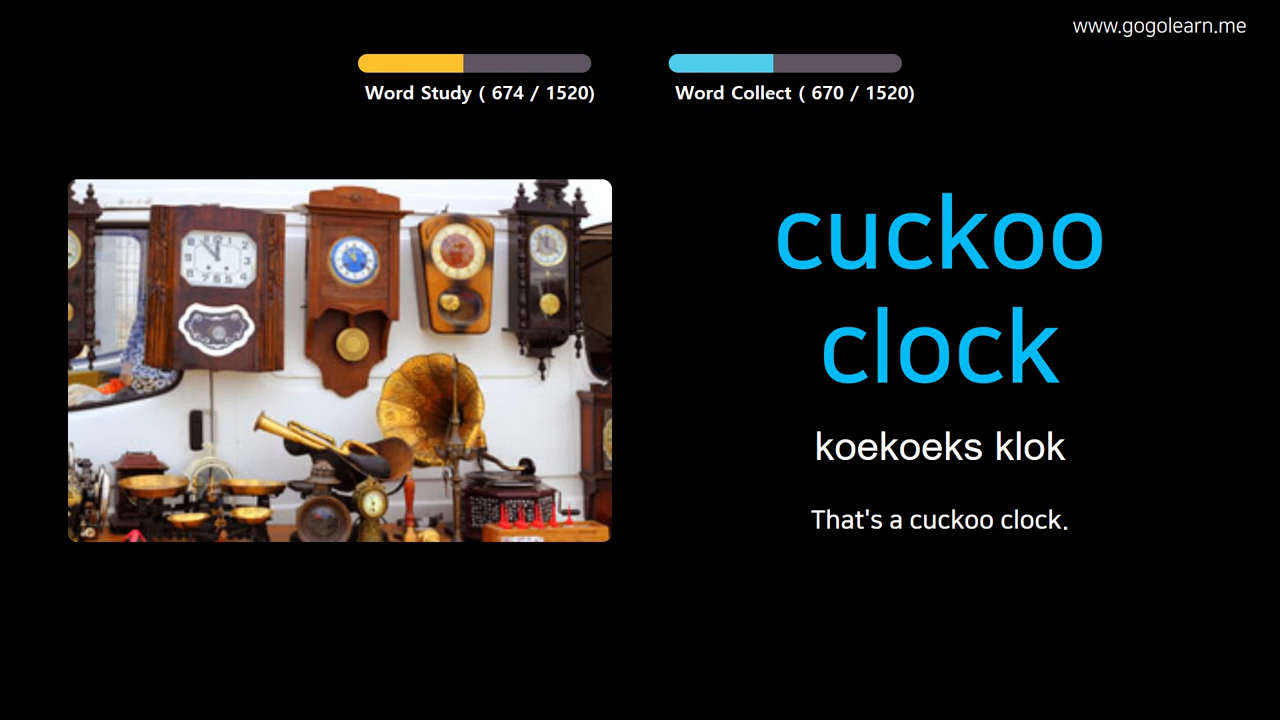 www.gogolearn.me
Word Study ( 674 / 1520)
Word Collect ( 670 / 1520)
cuckoo
clock
koekoeks klok
That's a cuckoo clock.